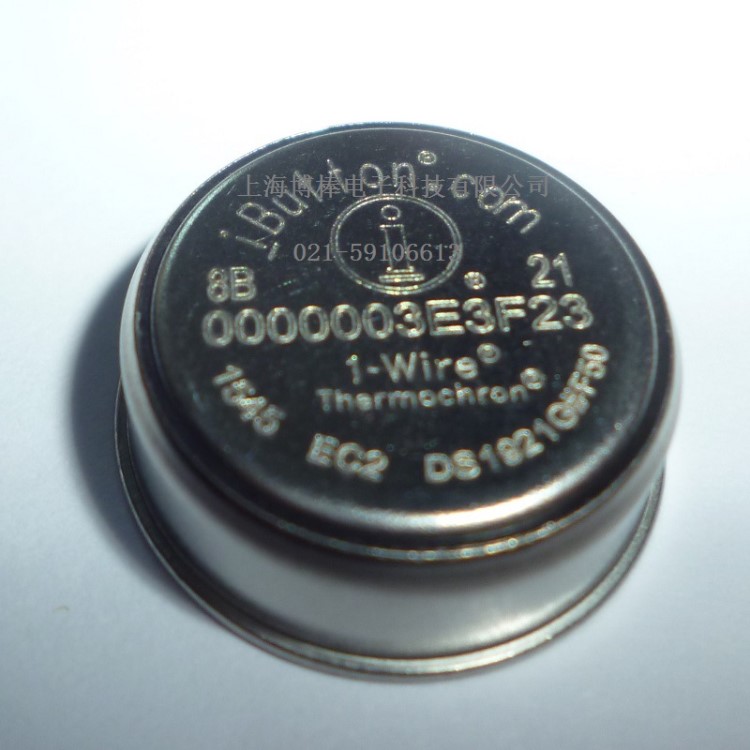 iButton®.com
上海博棒电子科技有限公司
021-59106613
i®
8B 21
0000003E3F23
1-Wire®
Thermochron®
1545 EC2 DS1921G#F50